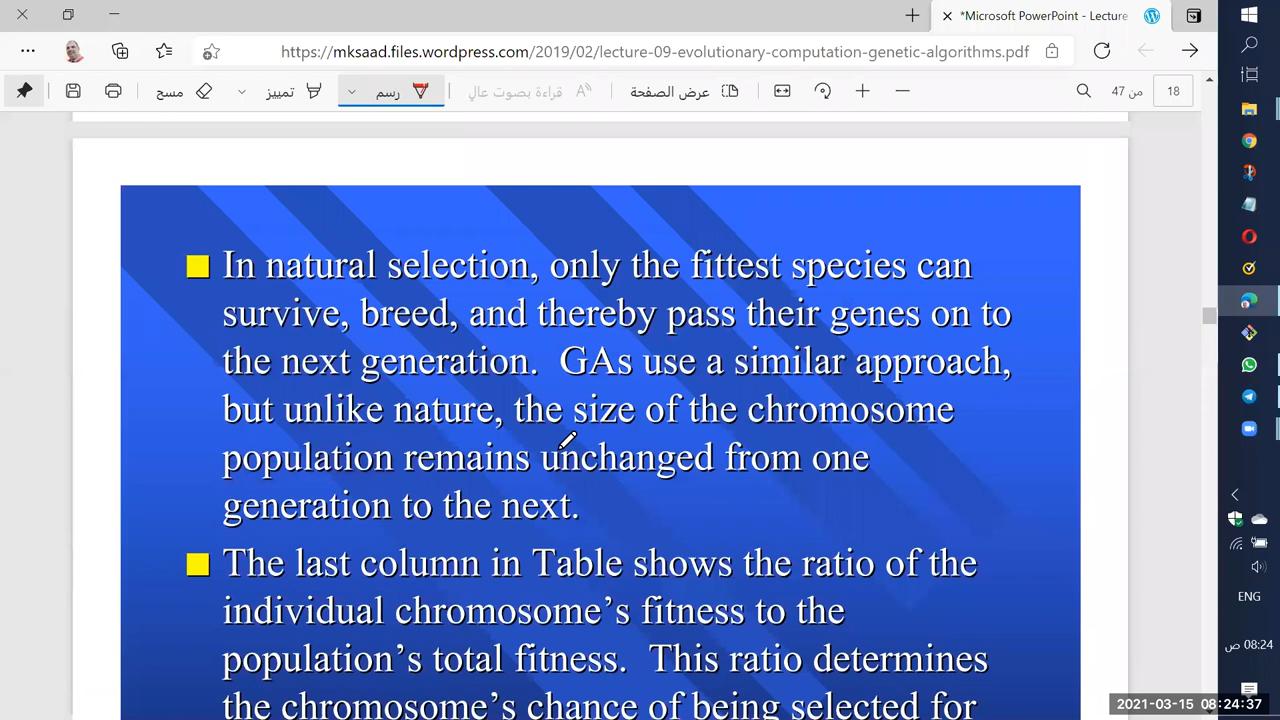 *Microsoft PowerPoint - Lecture
https://mksaad.files.wordpress.com/2019/02/lecture-09-evolutionary-computation-genetic-algorithms.pdf
مسح
تمييز
رسم
قراءة بصوت عالٍ
عرض الصفحة
من 47
18
In natural selection, only the fittest species can
survive, breed, and thereby pass their genes on to
the next generation.  GAs use a similar approach,
but unlike nature, the size of the chromosome
population remains unchanged from one
generation to the next.
The last column in Table shows the ratio of the
individual chromosome’s fitness to the
population’s total fitness.  This ratio determines
the chromosome’s chance of being selected for
ENG
08:24 ص
2021-03-15 08:24:37